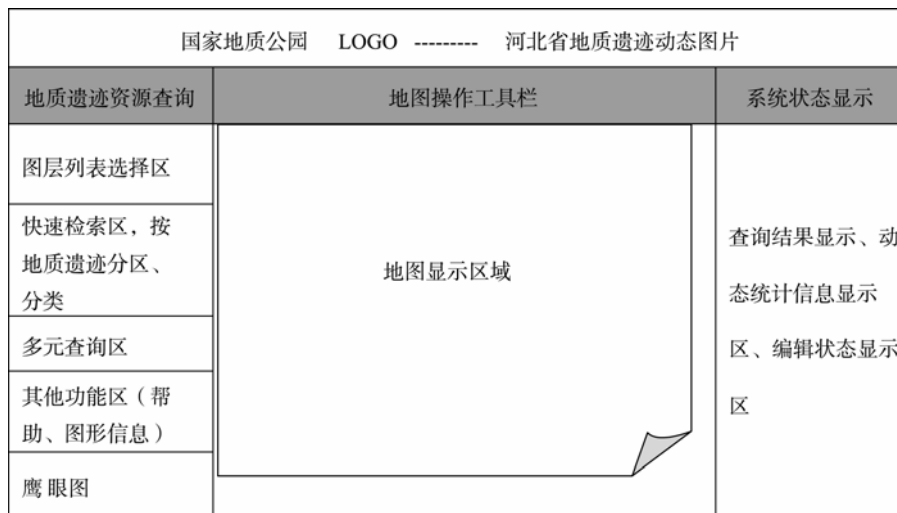 国家地质公园 LOGO --------- 河北省地质遗迹动态图片
地质遗迹资源查询
地图操作工具栏
系统状态显示
图层列表选择区
快速检索区，按
地质遗迹分区、
分类
多元查询区
其他功能区（帮
助、图形信息）
鹰眼图
地图显示区域
查询结果显示、动
态统计信息显示
区、编辑状态显示
区